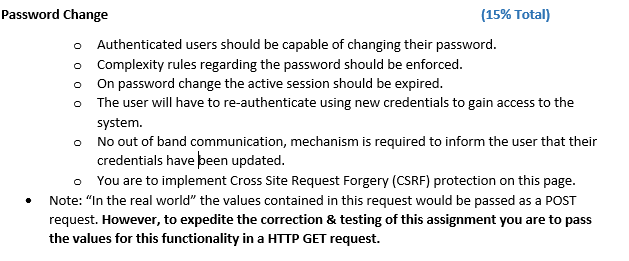 Password Change (15% Total)
o Authenticated users should be capable of changing their password.
o Complexity rules regarding the password should be enforced.
o On password change the active session should be expired.
o The user will have to re-authenticate using new credentials to gain access to the
system.
o No out of band communication, mechanism is required to inform the user that their
credentials have been updated.
o You are to implement Cross Site Request Forgery (CSRF) protection on this page.
• Note: “In the real world” the values contained in this request would be passed as a POST
request. However, to expedite the correction & testing of this assignment you are to pass
the values for this functionality in a HTTP GET request.